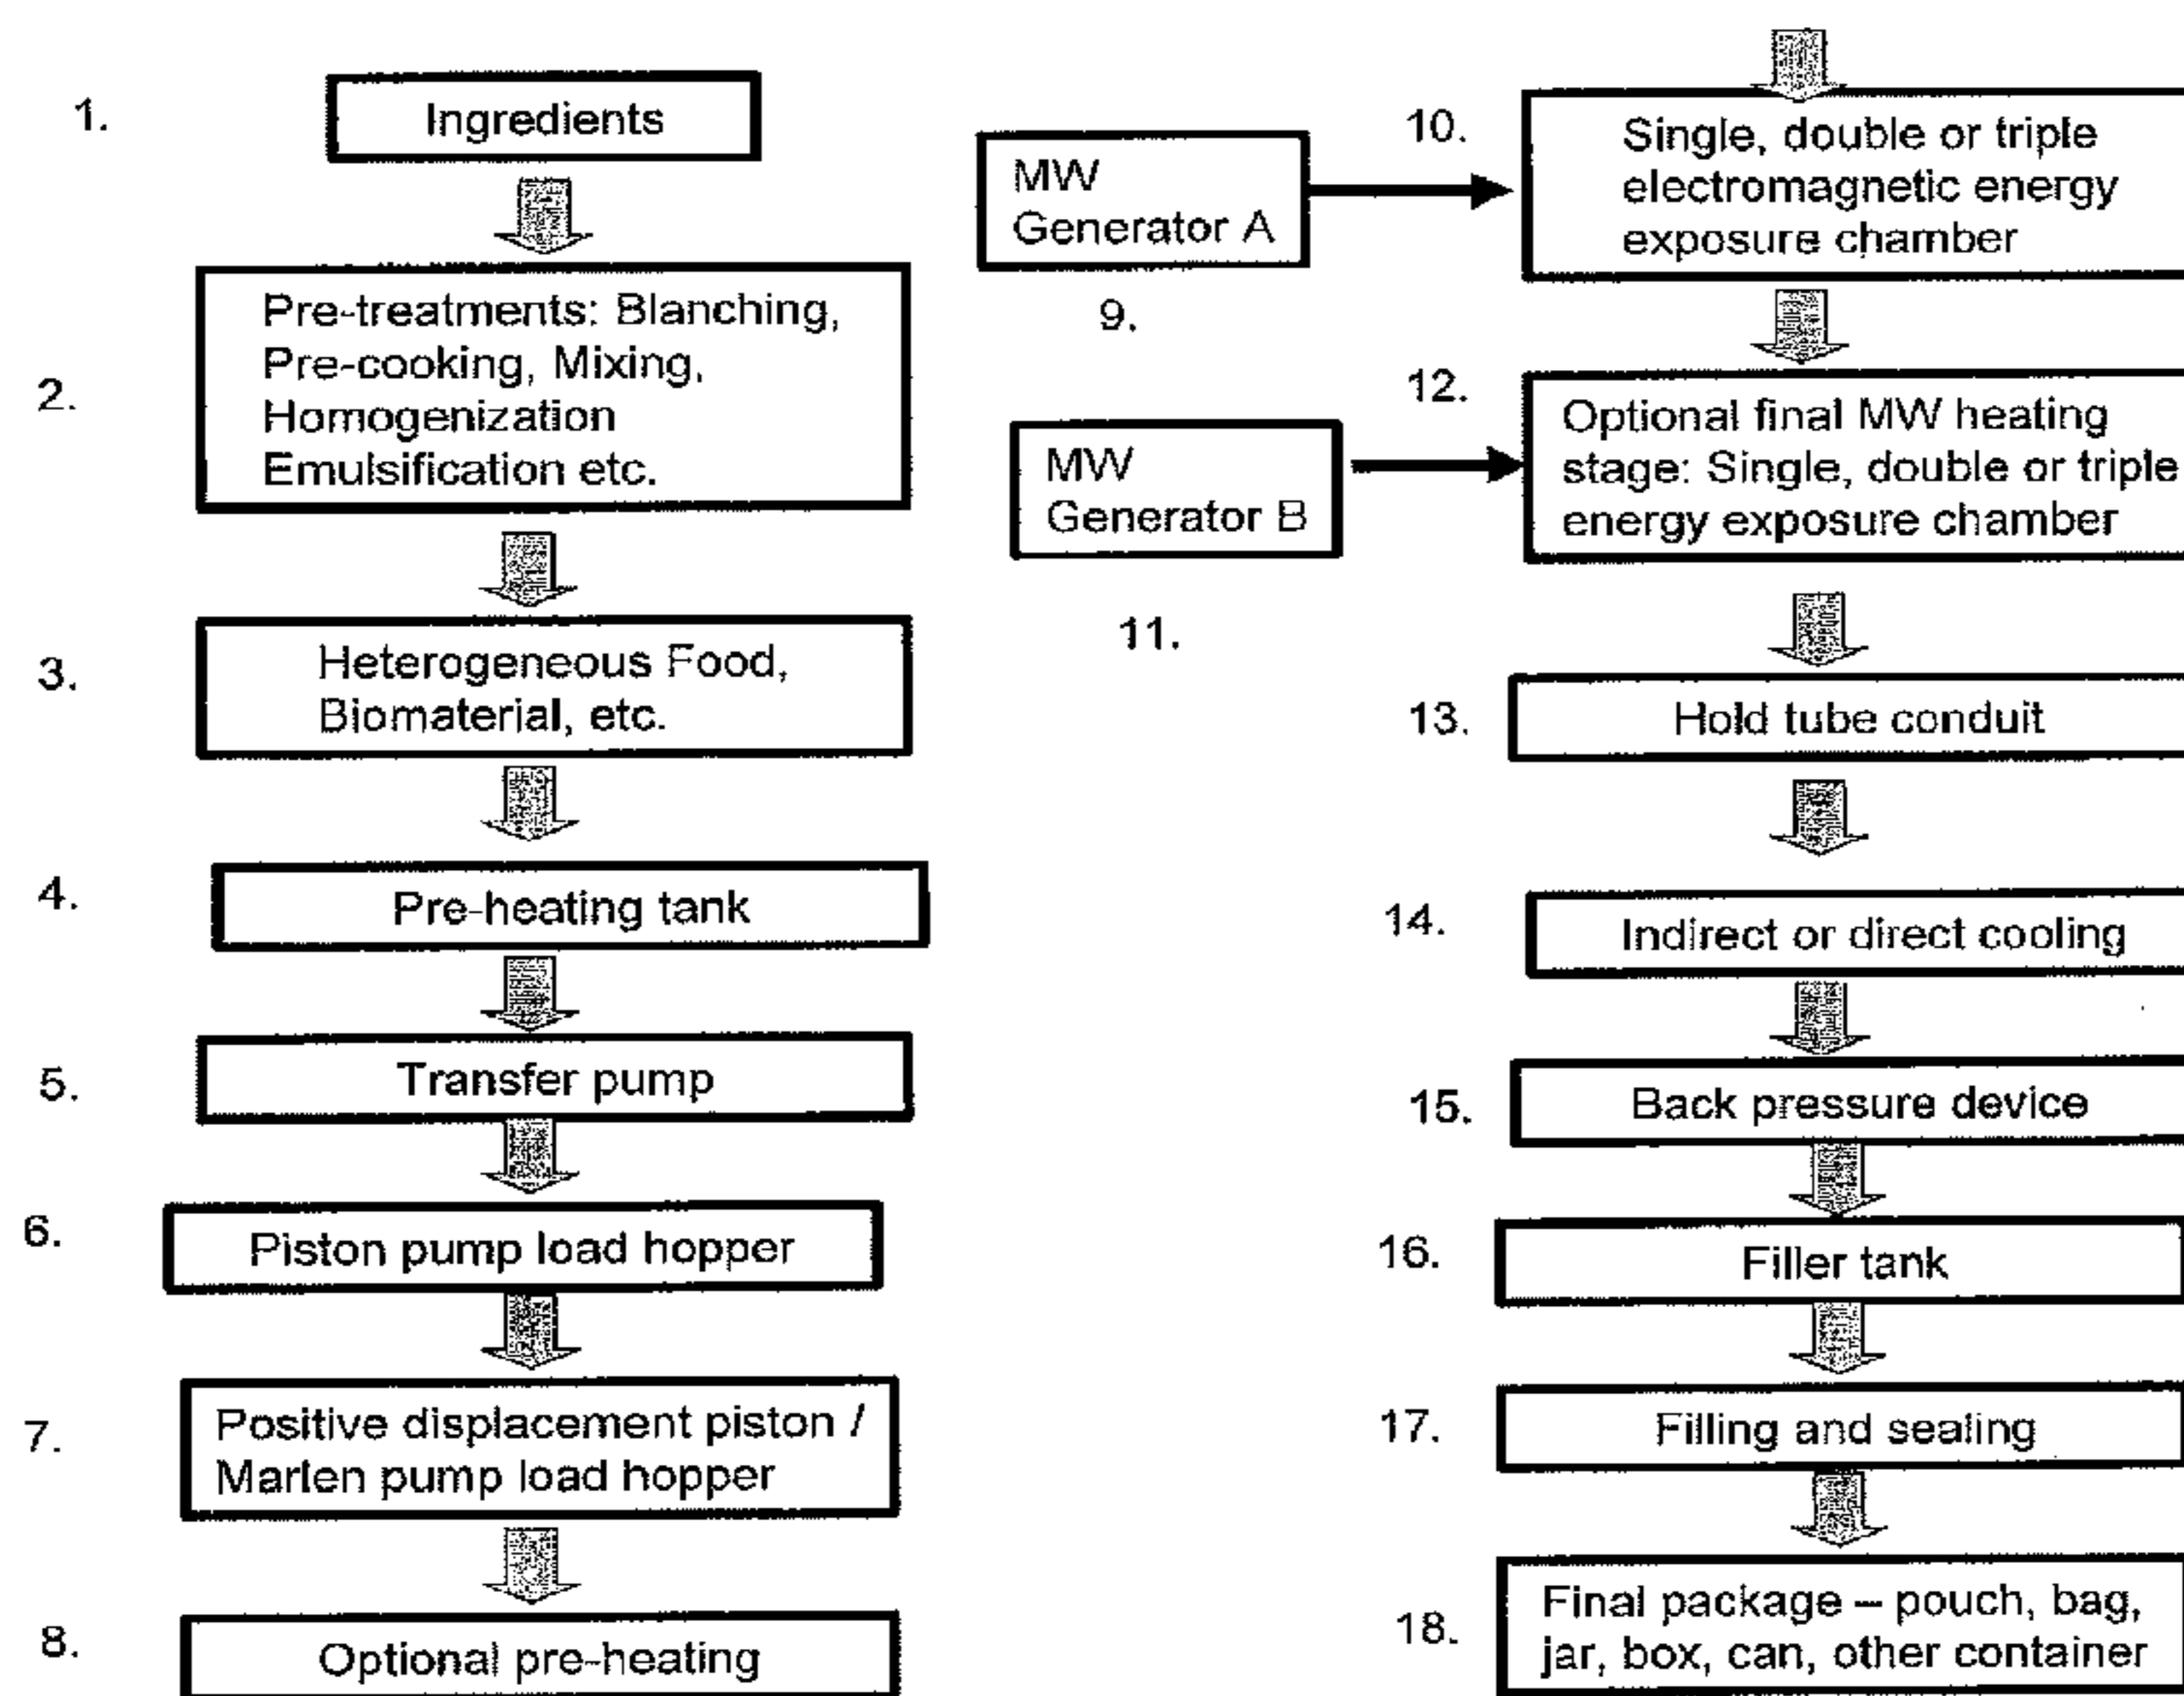 1.
Ingredients
2.
Pre-treatments: Blanching,
Pre-cooking, Mixing,
Homogenization
Emulsification etc.
3.
Heterogeneous Food,
Biomaterial, etc.
4.
Pre-heating tank
5.
Transfer pump
6.
Piston pump load hopper
7.
Positive displacement piston /
Marlen pump load hopper
8.
Optional pre-heating
MW
Generator A
9.
10.
Single, double or triple
electromagnetic energy
exposure chamber
MW
Generator B
11.
12.
Optional final MW heating
stage: Single, double or triple
energy exposure chamber
13.
Hold tube conduit
14.
Indirect or direct cooling
15.
Back pressure device
16.
Filler tank
17.
Filling and sealing
18.
Final package – pouch, bag,
jar, box, can, other container